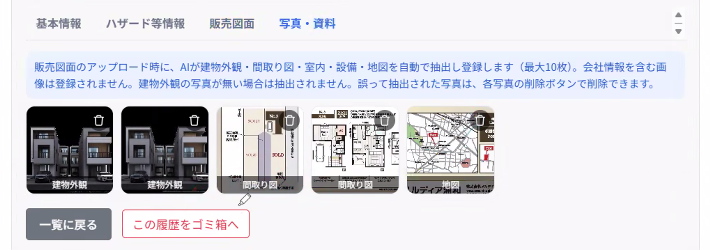 基本情報 ハザード等情報 販売図面 写真・資料
販売図面のアップロード時に、AIが建物外観・間取り図・室内・設備・地図を自動で抽出し登録します（最大10枚）。会社情報を含む画
像は登録されません。建物外観の写真が無い場合は抽出されません。誤って抽出された写真は、各写真の削除ボタンで削除できます。
SOLD
建物外観 建物外観 間取り図 間取り図 地図
一覧に戻る この履歴をゴミ箱へ